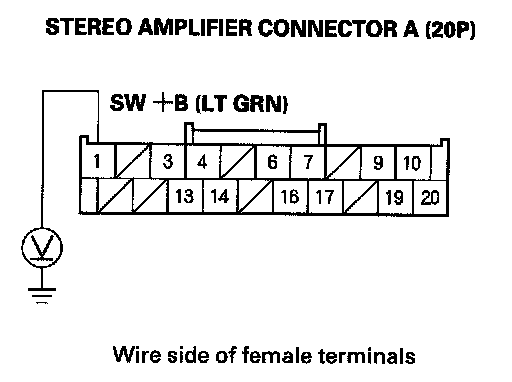 STEREO AMPLIFIER CONNECTOR A (20P)
SW +B (LT GRN)
1 3 4 6 7 9 10
13 14 16 17 19 20
V
Wire side of female terminals